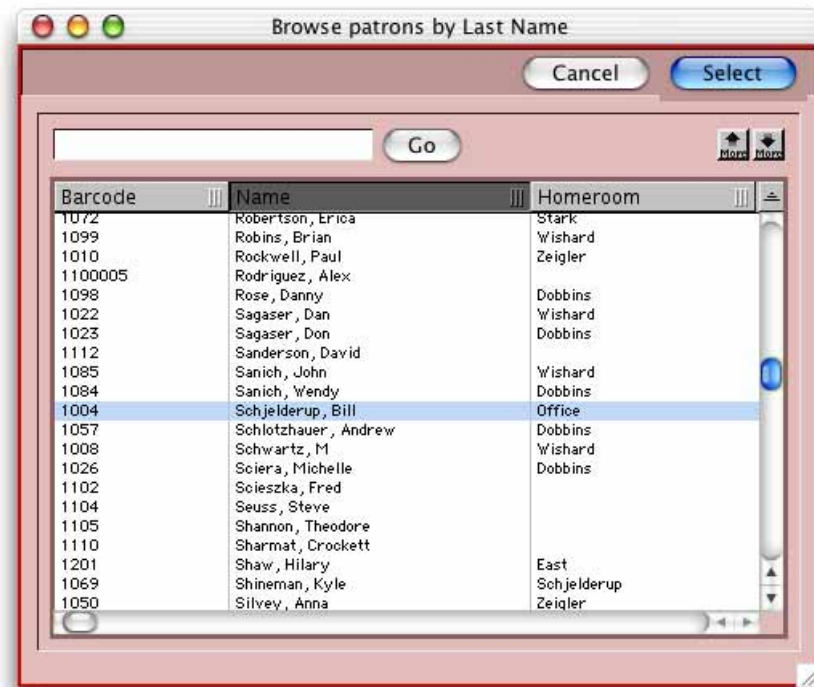 Browse patrons by Last Name
Cancel Select
Go More More
Barcode Name Homeroom
1072 Robertson, Erica Stark
1099 Robins, Brian Wishard
1010 Rockwell, Paul Zeigler
1100005 Rodriguez, Alex
1098 Rose, Danny Dobbins
1022 Sagaser, Dan Wishard
1023 Sagaser, Don Dobbins
1112 Sanderson, David
1085 Sanich, John Wishard
1084 Sanich, Wendy Dobbins
1004 Schjelderup, Bill Office
1057 Schlotzhauer, Andrew Dobbins
1008 Schwartz, M Wishard
1026 Sciera, Michelle Dobbins
1102 Scieszka, Fred
1104 Seuss, Steve
1105 Shannon, Theodore
1110 Sharmat, Crockett
1201 Shaw, Hilary East
1069 Shineman, Kyle Schjelderup
1050 Silvey, Anna Zeigler